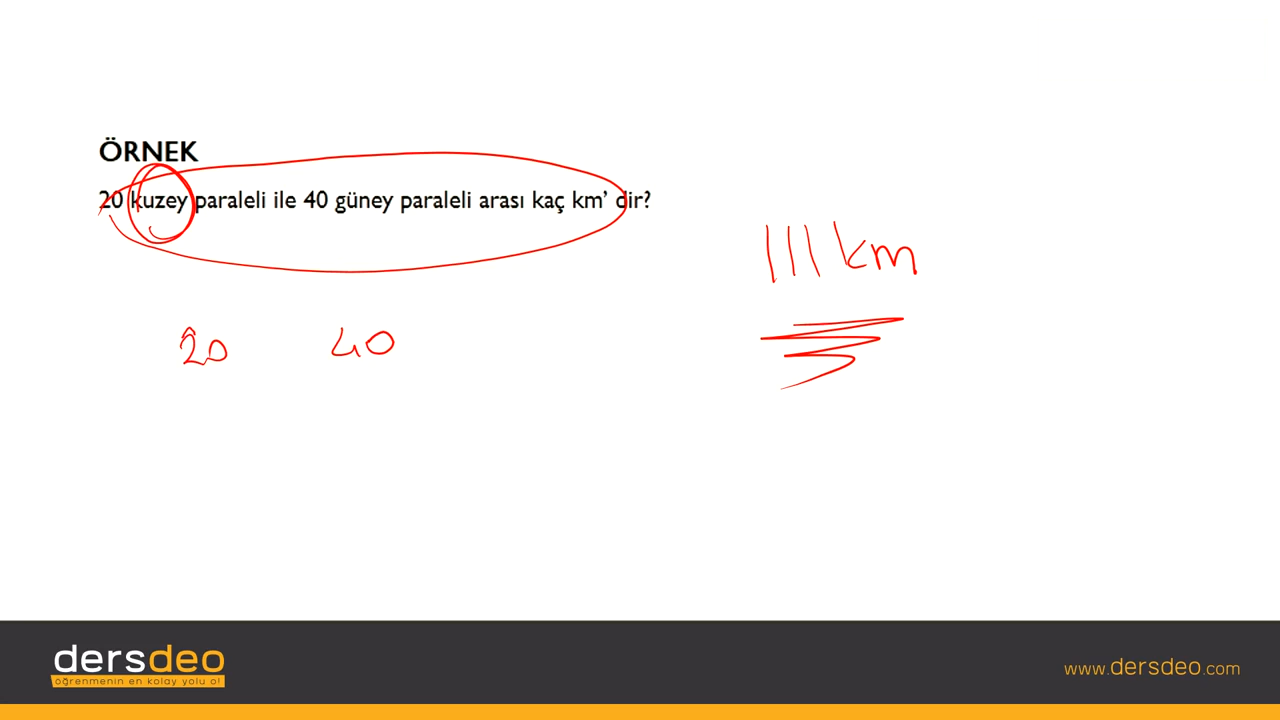 ÖRNEK
20 kuzey paraleli ile 40 güney paraleli arası kaç km' dir?
111 km
20 40
dersdeo
öğrenmenin en kolay yolu o!
www.dersdeo.com